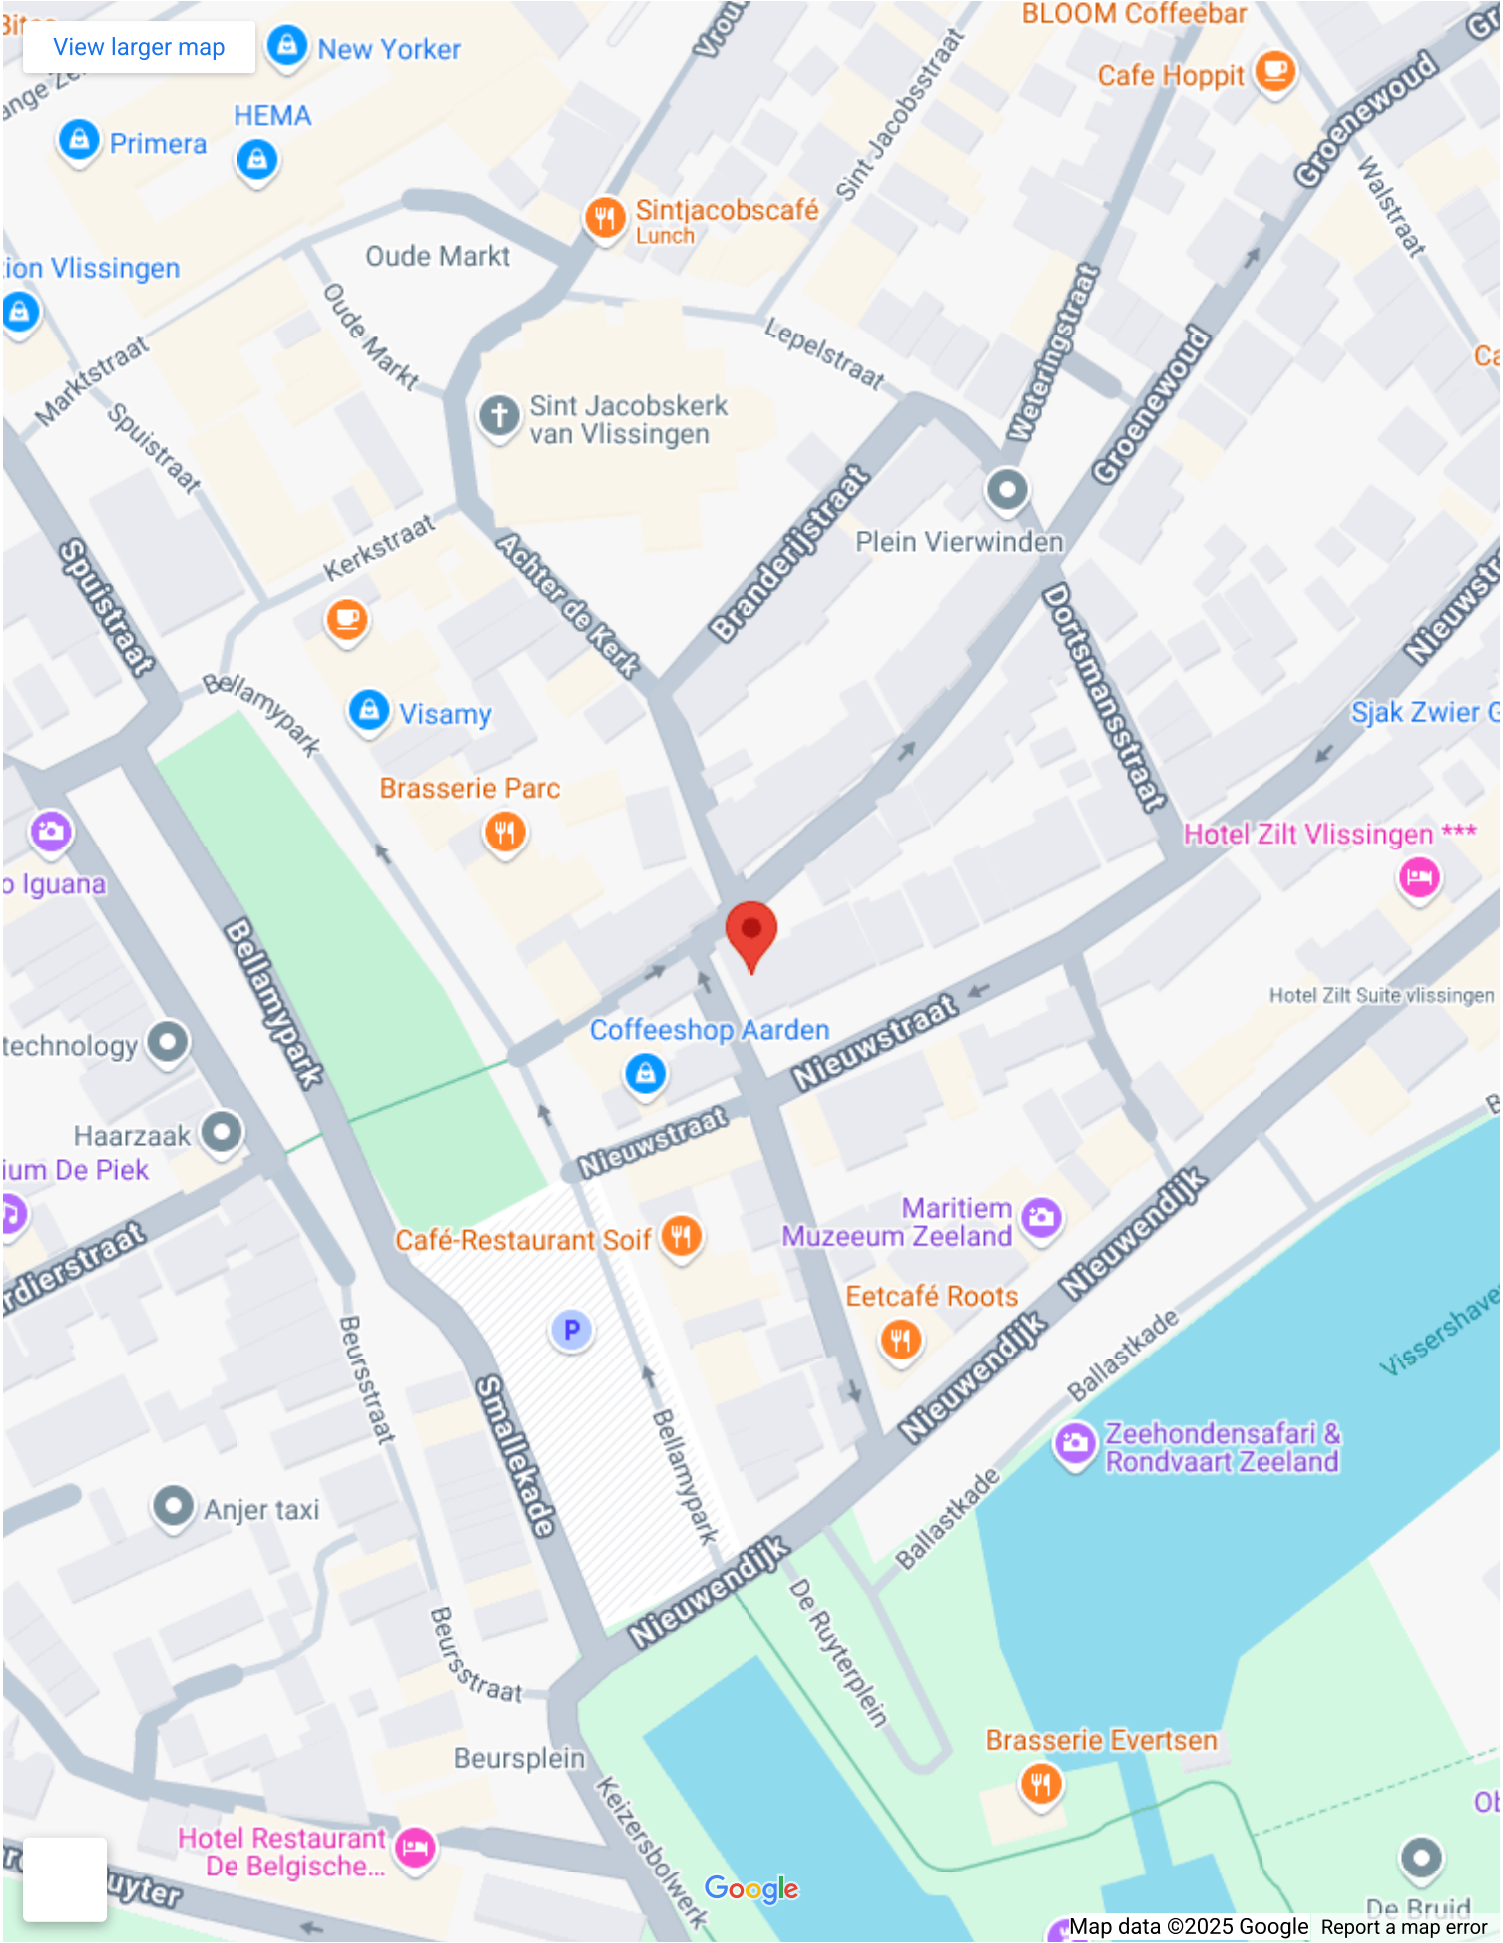 View larger map
BLOOM Coffeebar
New Yorker
Cafe Hoppit
Groenewoud
HEMA
Primera
Sint Jacobsstraat
Walstraat
Sintjacobscafé
Lunch
Oude Markt
tion Vlissingen
Oude Markt
Weteringstraat
Lepelstraat
Groenewoud
Marktstraat
Sint Jacobskerk
van Vlissingen
Spuistraat
Branderijstraat
Plein Vierwinden
Kerkstraat
Achter de Kerk
Spuistraat
Dortsmansstraat
Bellamypark
Visamy
Sjak Zwier G
Brasserie Parc
Hotel Zilt Vlissingen ***
o Iguana
Bellamypark
Hotel Zilt Suite vlissingen
Coffeeshop Aarden
technology
Nieuwstraat
Haarzaak
Nieuwstraat
ium De Piek
Maritiem
Muzeeum Zeeland
Nieuwendijk
Café-Restaurant Soif
rdierstraat
Eetcafé Roots
P
Beursstraat
Ballastkade
Nieuwendijk
Smallekade
Bellamypark
Zeehondensafari &
Rondvaart Zeeland
Anjer taxi
Ballastkade
Nieuwendijk
De Ruyterplein
Beursstraat
Brasserie Evertsen
Beursplein
Keizersbolwerk
Hotel Restaurant
De Belgische...
uyter
Google
De Bruid
Map data ©2025 Google
Report a map error